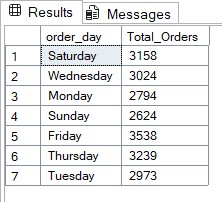 Results Messages
order_day Total_Orders
1 Saturday 3158
2 Wednesday 3024
3 Monday 2794
4 Sunday 2624
5 Friday 3538
6 Thursday 3239
7 Tuesday 2973